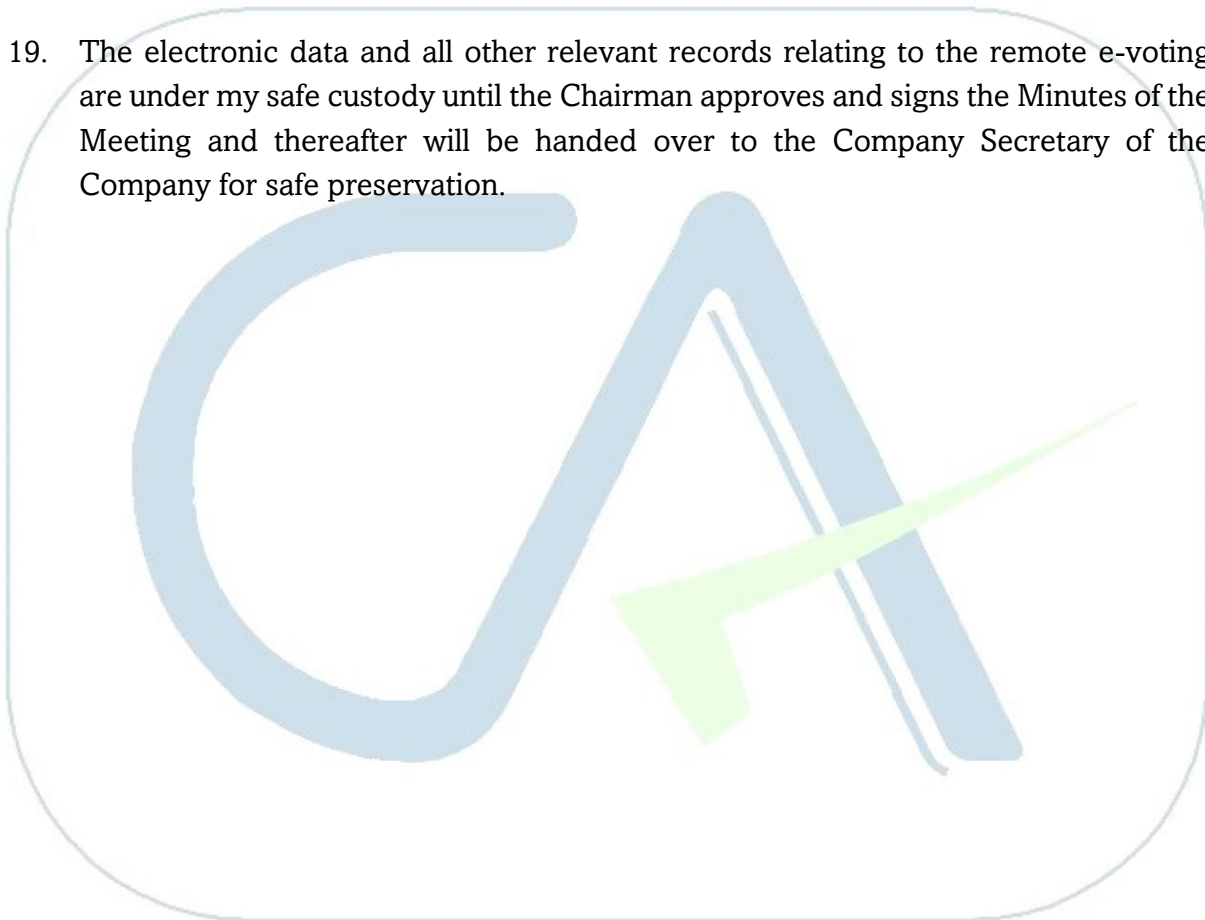 19. The electronic data and all other relevant records relating to the remote e-voting
are under my safe custody until the Chairman approves and signs the Minutes of the
Meeting and thereafter will be handed over to the Company Secretary of the
Company for safe preservation.
CA